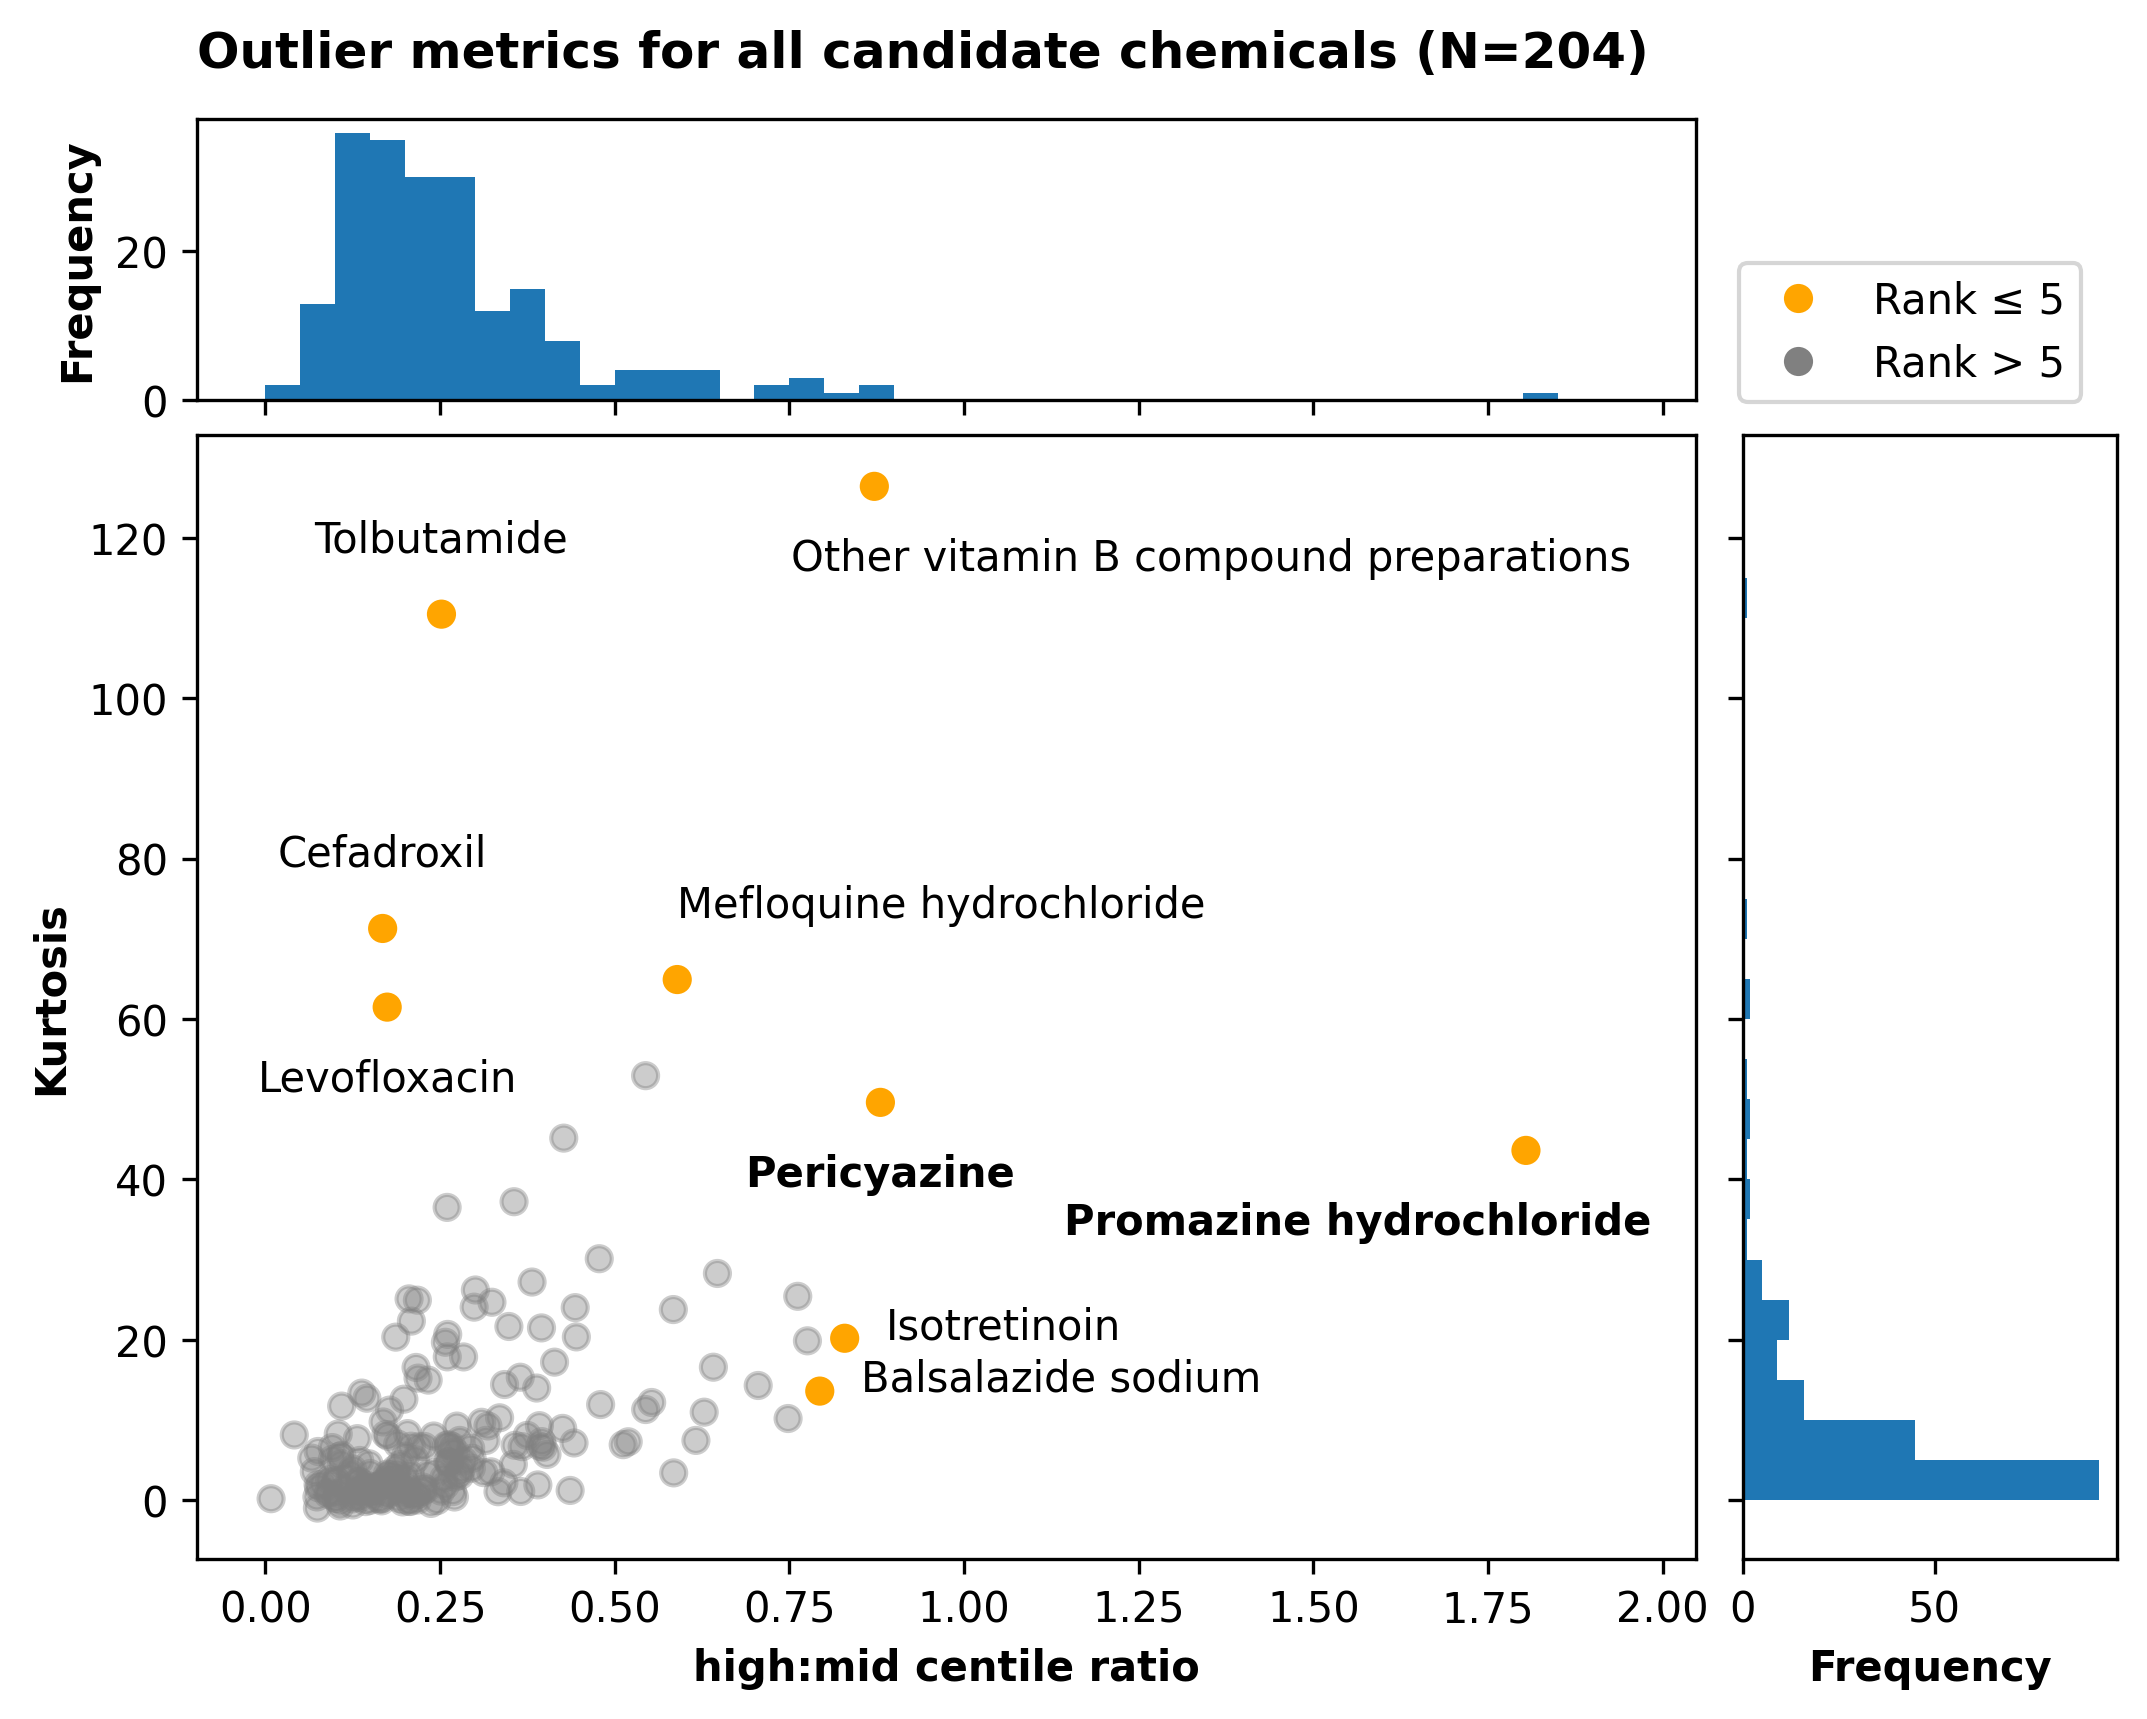 Outlier metrics for all candidate chemicals (N=204)
Frequency
20
0
Rank ≤ 5
Rank > 5
Kurtosis
120
100
80
60
40
20
0
Tolbutamide
Other vitamin B compound preparations
Cefadroxil
Mefloquine hydrochloride
Levofloxacin
Pericyazine
Promazine hydrochloride
Isotretinoin
Balsalazide sodium
0.00 0.25 0.50 0.75 1.00 1.25 1.50 1.75 2.00
high:mid centile ratio
0 50
Frequency